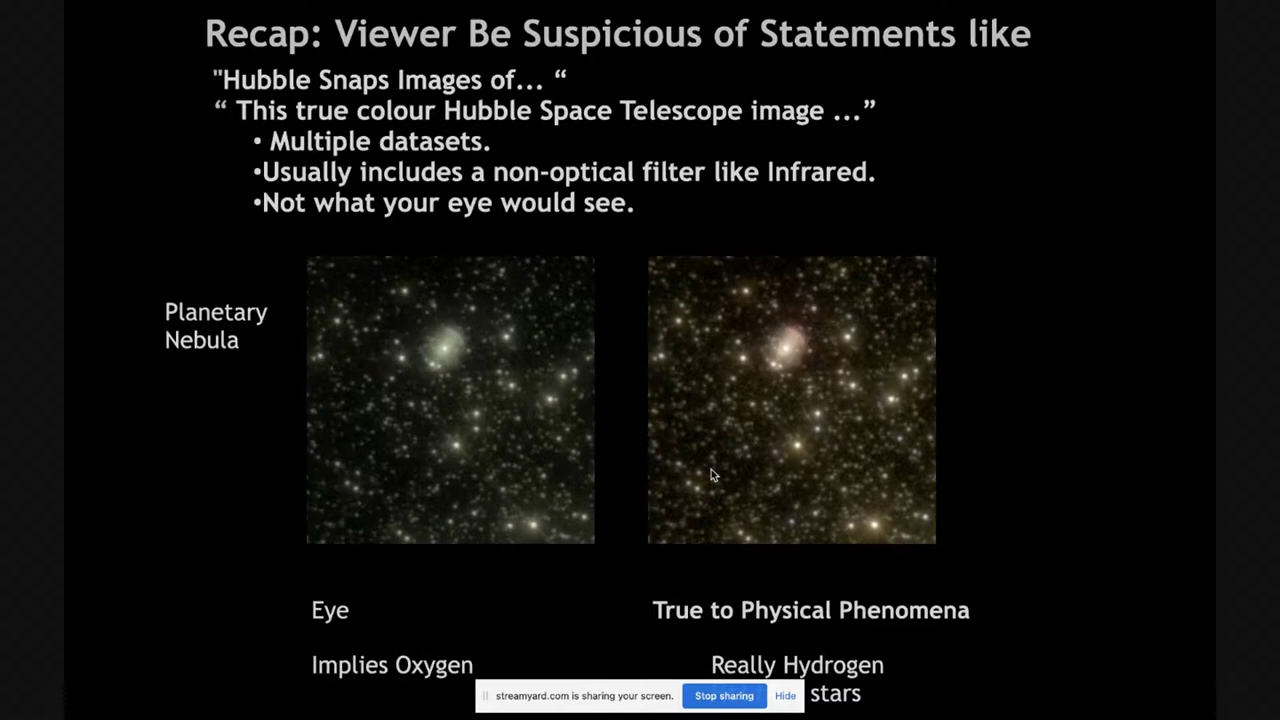 Recap: Viewer Be Suspicious of Statements like
"Hubble Snaps Images of... “
“ This true colour Hubble Space Telescope image ...”
• Multiple datasets.
•Usually includes a non-optical filter like Infrared.
•Not what your eye would see.
Planetary
Nebula
Eye
True to Physical Phenomena
Implies Oxygen
Really Hydrogen
stars
streamyard.com is sharing your screen.
Stop sharing
Hide